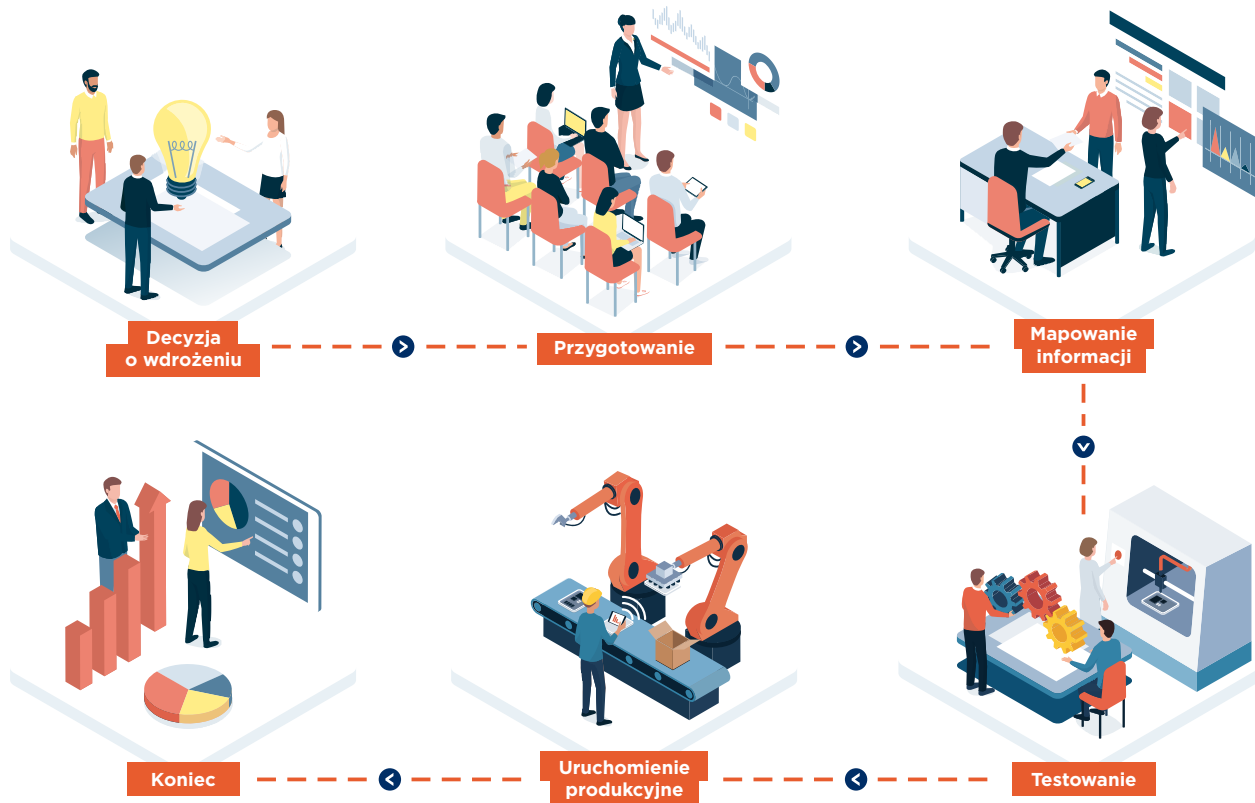 Decyzja
o wdrożeniu
Przygotowanie
Mapowanie
informacji
Testowanie
Uruchomienie
produkcyjne
Koniec